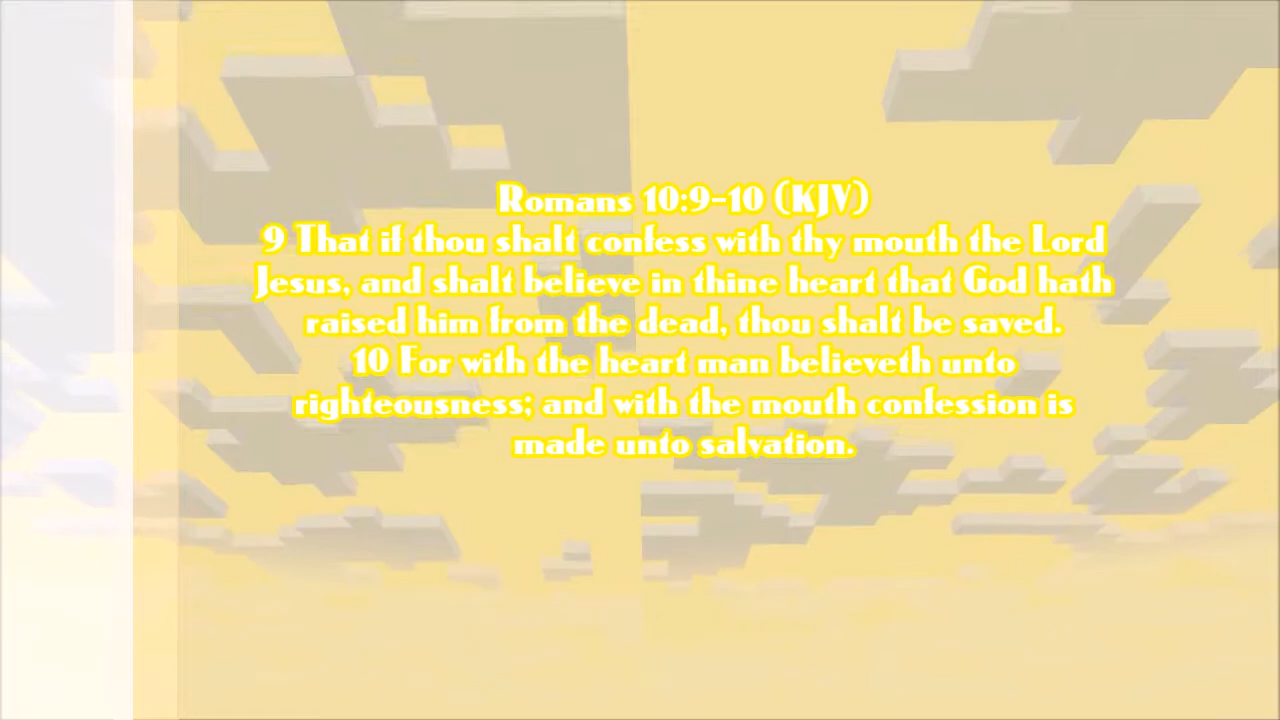 Romans 10:9-10 (KJV)
9 That if thou shalt confess with thy mouth the Lord
Jesus, and shalt believe in thine heart that God hath
raised him from the dead, thou shalt be saved.
10 For with the heart man believeth unto
righteousness; and with the mouth confession is
made unto salvation.